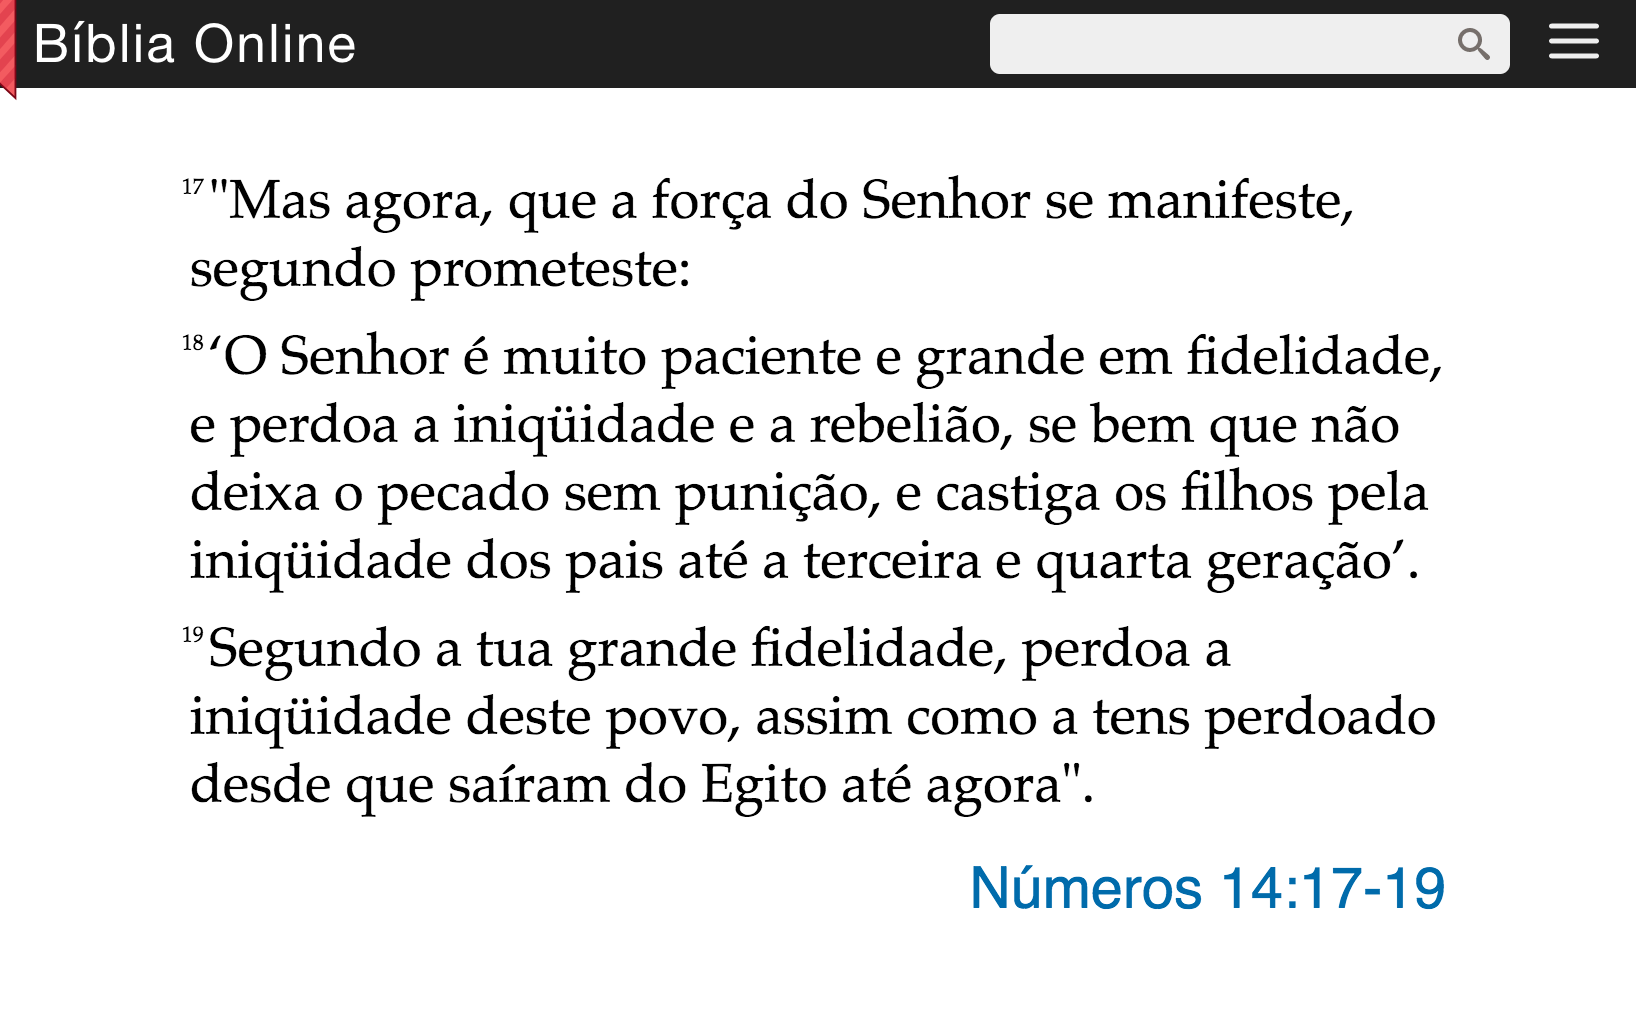 Bíblia Online
17 "Mas agora, que a força do Senhor se manifeste,
segundo prometeste:
18 ‘O Senhor é muito paciente e grande em fidelidade,
e perdoa a iniqüidade e a rebelião, se bem que não
deixa o pecado sem punição, e castiga os filhos pela
iniqüidade dos pais até a terceira e quarta geração’.
19 Segundo a tua grande fidelidade, perdoa a
iniqüidade deste povo, assim como a tens perdoado
desde que saíram do Egito até agora".
Números 14:17-19